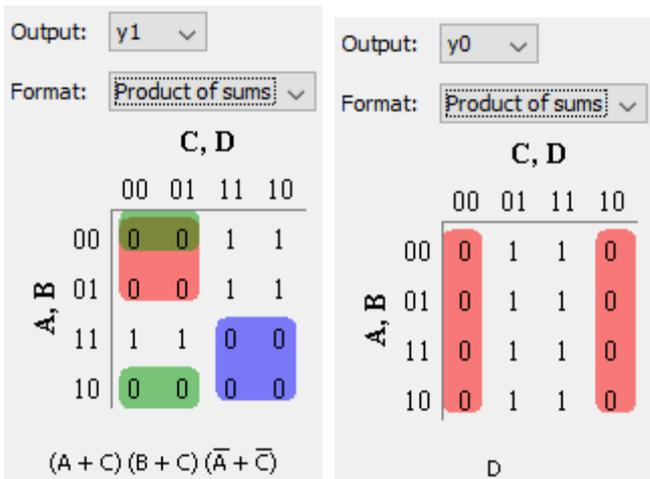 Output: y1
Format: Product of sums
C, D
00 01 11 10
00 0 0 1 1
01 0 0 1 1
11 1 1 0 0
10 0 0 0 0
A, B
(A + C) (B + C) (A̅ + C̅)
Output: y0
Format: Product of sums
C, D
00 01 11 10
00 0 1 1 0
01 0 1 1 0
11 0 1 1 0
10 0 1 1 0
A, B
D